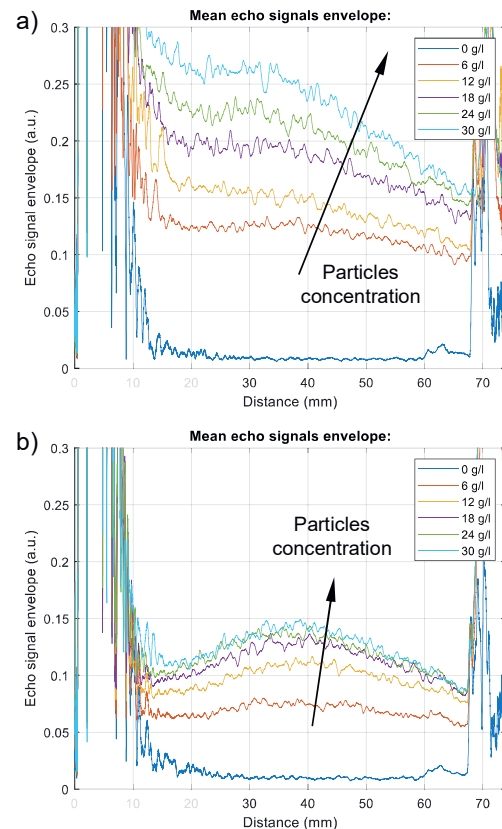 a)
Mean echo signals envelope:
0.3
0.25
0.2
0.15
0.1
0.05
0
Echo signal envelope (a.u.)
0 g/l
6 g/l
12 g/l
18 g/l
24 g/l
30 g/l
Particles
concentration
0 10 20 30 40 50 60 70
Distance (mm)
b)
Mean echo signals envelope:
0.3
0.25
0.2
0.15
0.1
0.05
0
Echo signal envelope (a.u.)
0 g/l
6 g/l
12 g/l
18 g/l
24 g/l
30 g/l
Particles
concentration
0 10 20 30 40 50 60 70
Distance (mm)